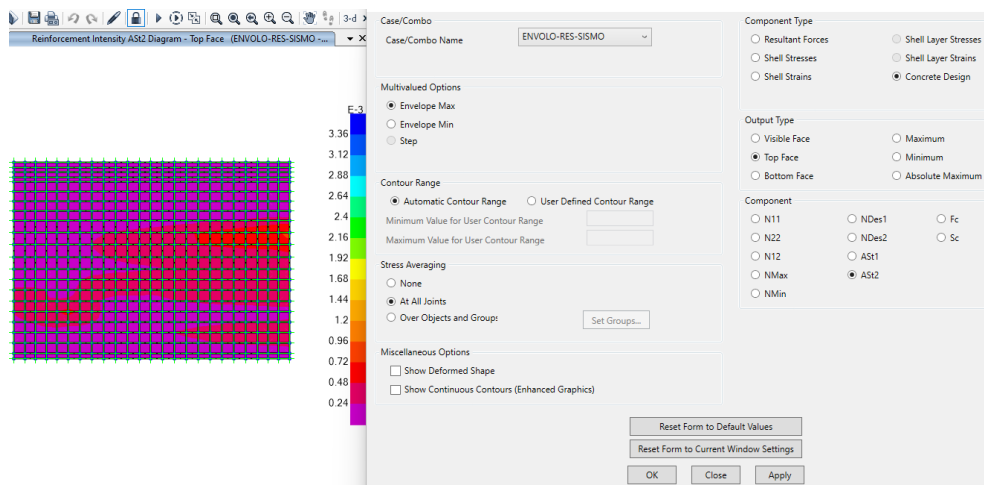 3-d
Reinforcement Intensity ASt2 Diagram - Top Face (ENVOLO-RES-SISMO -...
E-3
3.36
3.12
2.88
2.64
2.4
2.16
1.92
1.68
1.44
1.2
0.96
0.72
0.48
0.24
Case/Combo
Case/Combo Name
ENVOLO-RES-SISMO
Multivalued Options
Envelope Max
Envelope Min
Step
Contour Range
Automatic Contour Range
User Defined Contour Range
Minimum Value for User Contour Range
Maximum Value for User Contour Range
Stress Averaging
None
At All Joints
Over Objects and Groups
Set Groups...
Miscellaneous Options
Show Deformed Shape
Show Continuous Contours (Enhanced Graphics)
Component Type
Resultant Forces
Shell Layer Stresses
Shell Stresses
Shell Layer Strains
Shell Strains
Concrete Design
Output Type
Visible Face
Maximum
Top Face
Minimum
Bottom Face
Absolute Maximum
Component
N11
NDes1
Fc
N22
NDes2
Sc
N12
ASt1
NMax
ASt2
NMin
Reset Form to Default Values
Reset Form to Current Window Settings
OK
Close
Apply